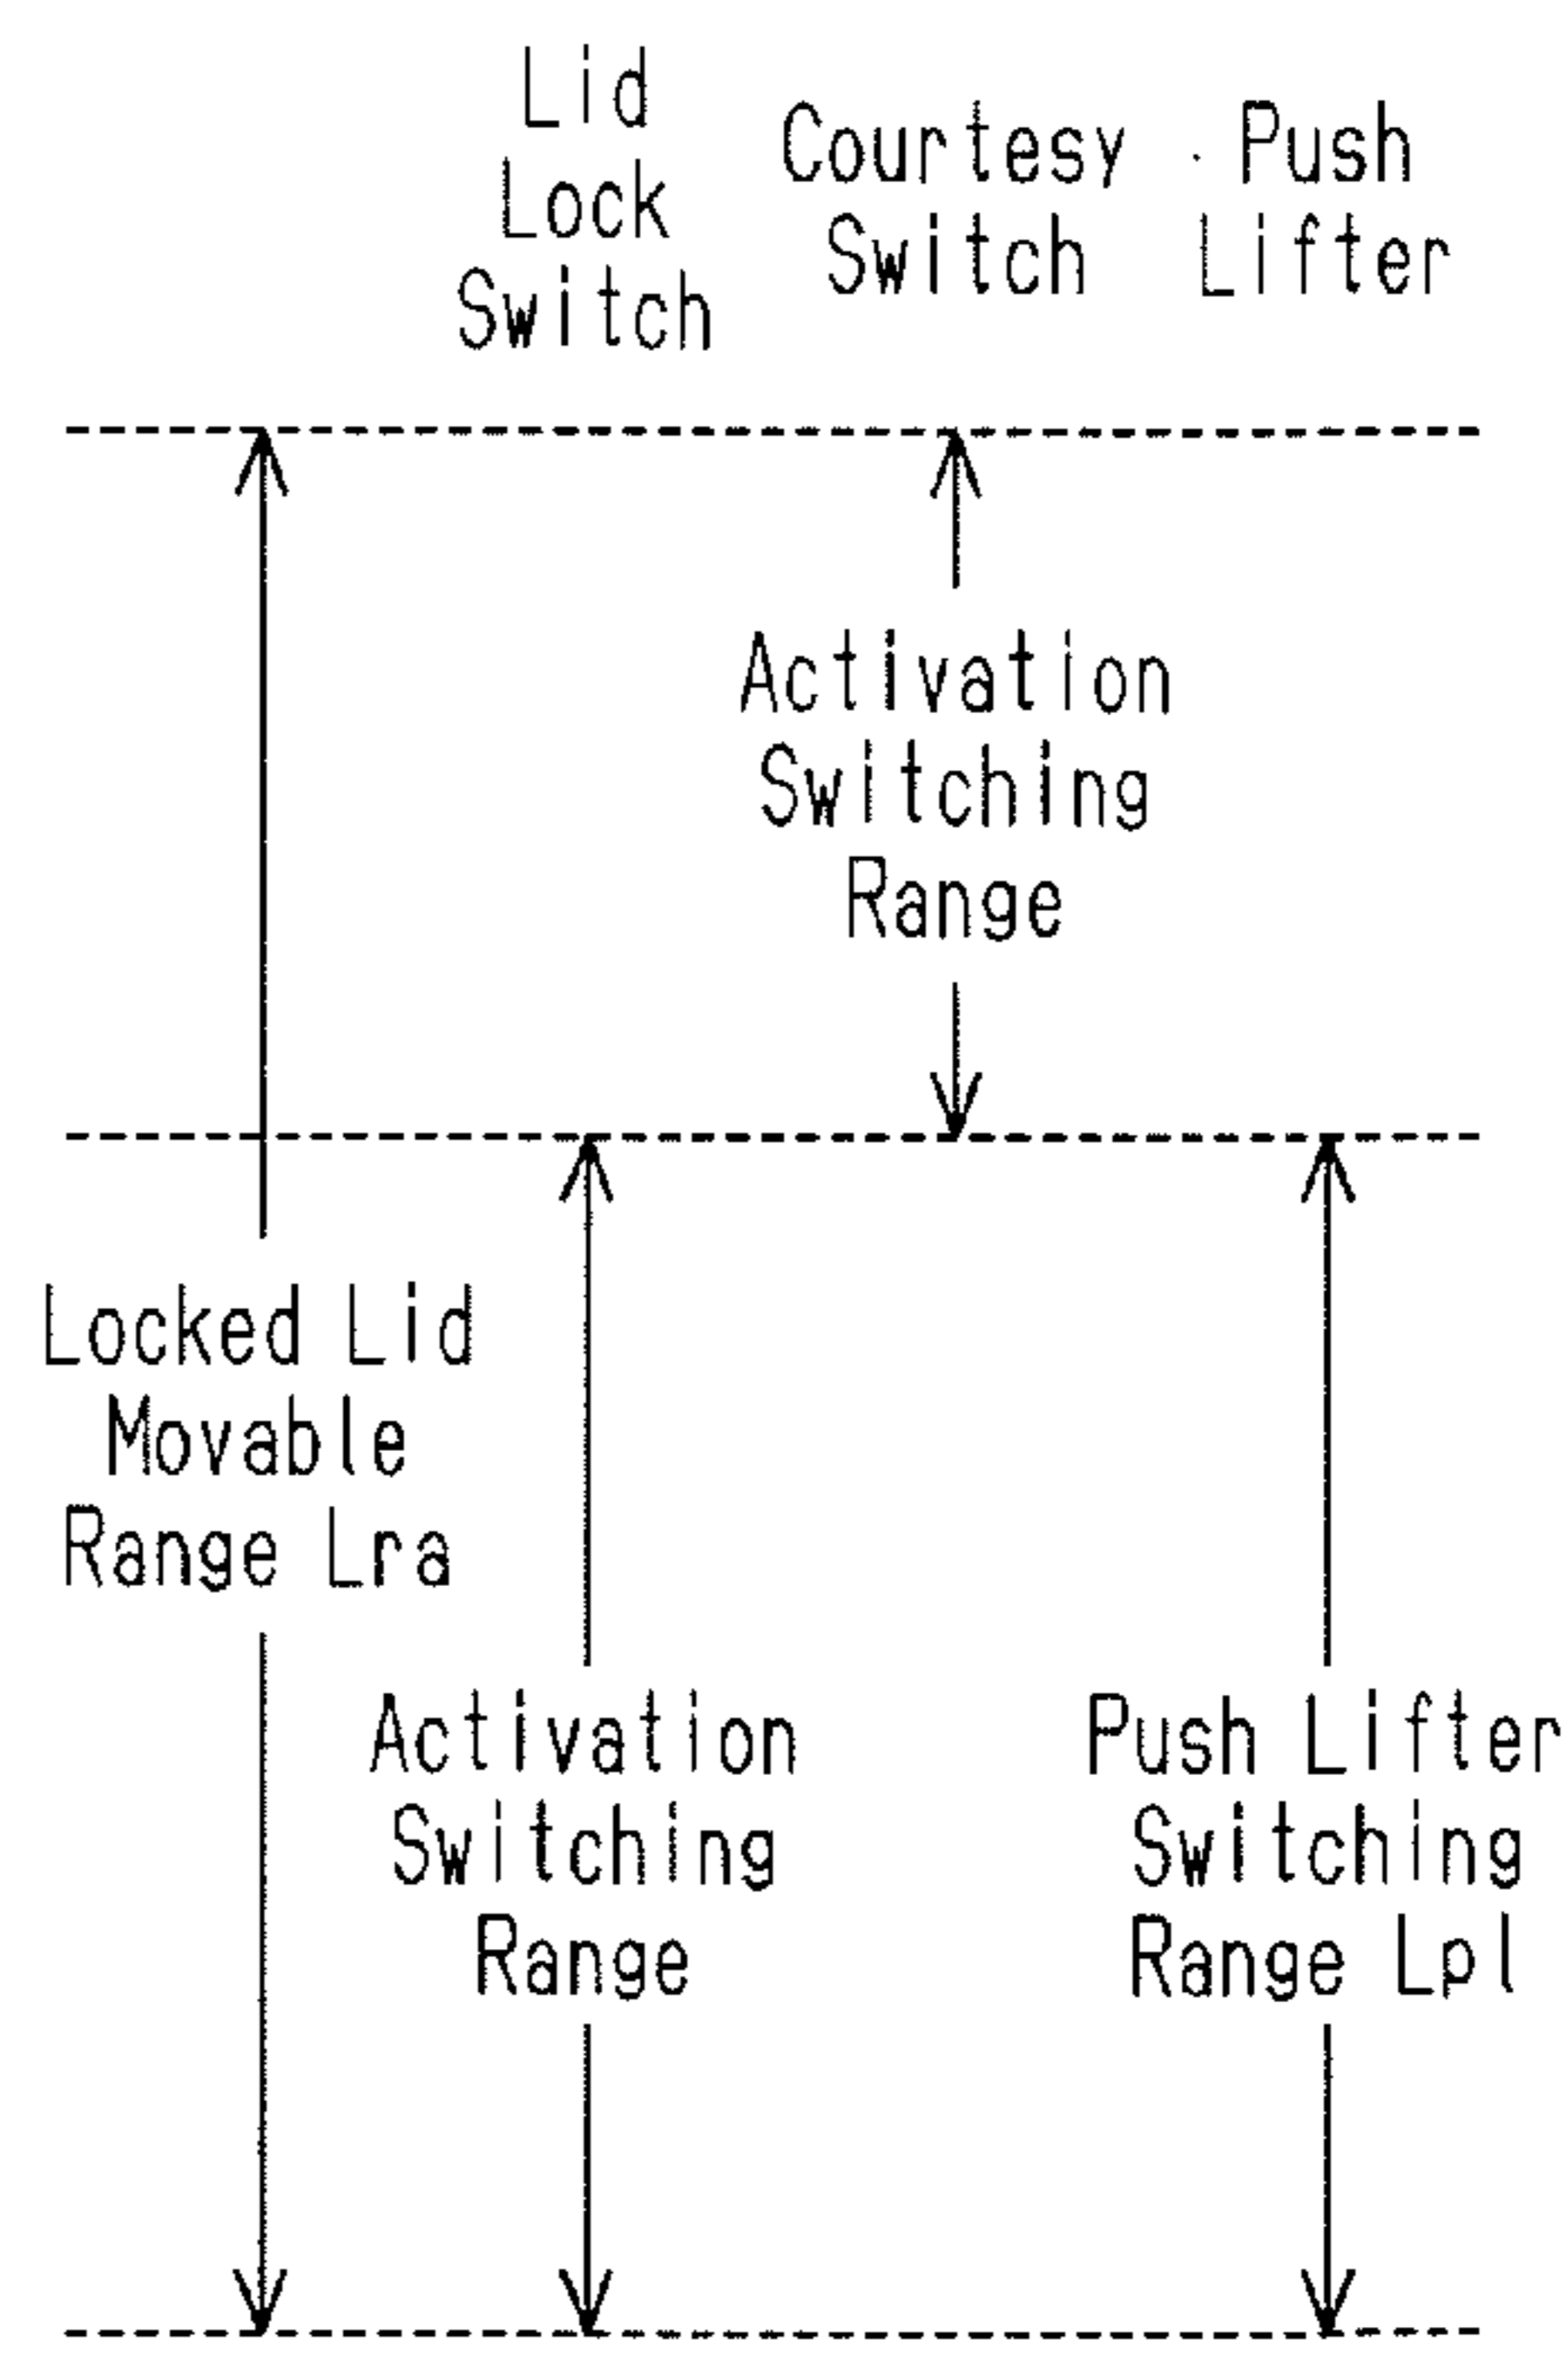 Lid
Lock
Switch
Courtesy
Switch
Push
Lifter
Activation
Switching
Range
Locked Lid
Movable
Range Lra
Activation
Switching
Range
Push Lifter
Switching
Range Lpl